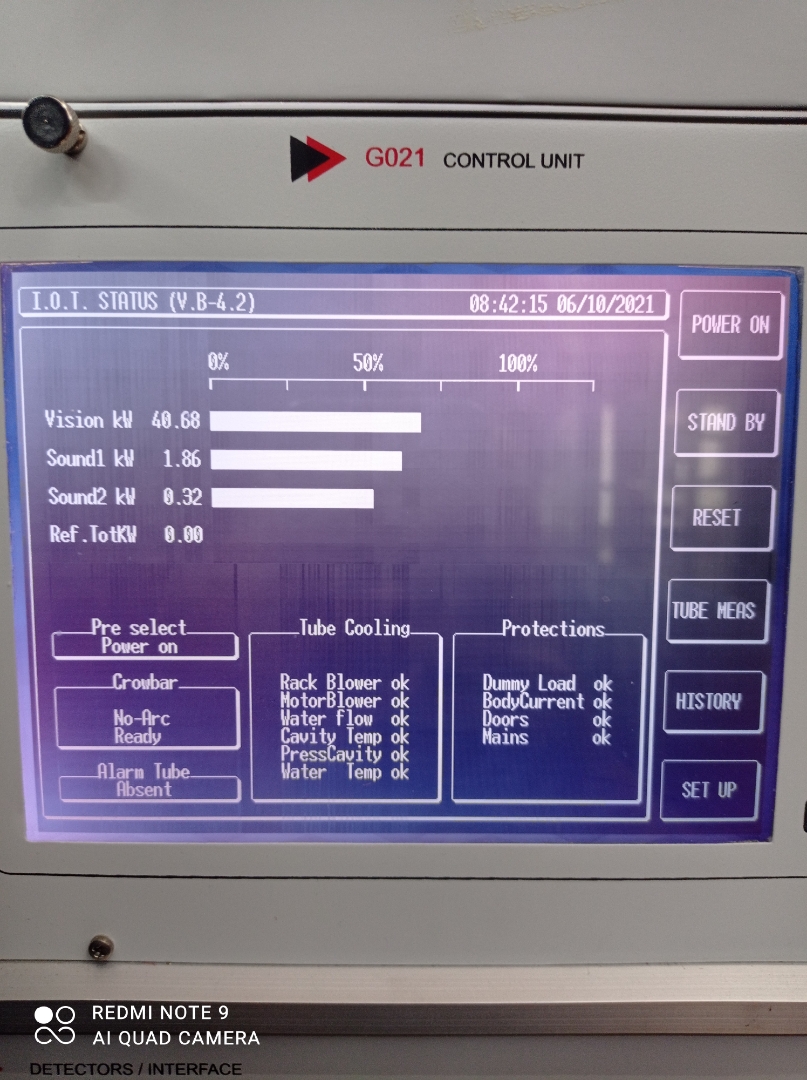 G021 CONTROL UNIT
I.O.T. STATUS (V.B-4.2) 08:42:15 06/10/2021
POWER ON
0% 50% 100%
Vision kW 40.68
STAND BY
Sound1 kW 1.86
Sound2 kW 0.32
RESET
Ref.TotKW 0.00
TUBE MEAS
Pre select
Power on
Crowbar
No-Arc
Ready
Alarm Tube
Absent
Tube Cooling
Rack Blower ok
MotorBlower ok
Water flow ok
Cavity Temp ok
PressCavity ok
Water Temp ok
Protections
Dummy Load ok
BodyCurrent ok
Doors ok
Mains ok
HISTORY
SET UP
REDMI NOTE 9
AI QUAD CAMERA
DETECTORS / INTERFACE